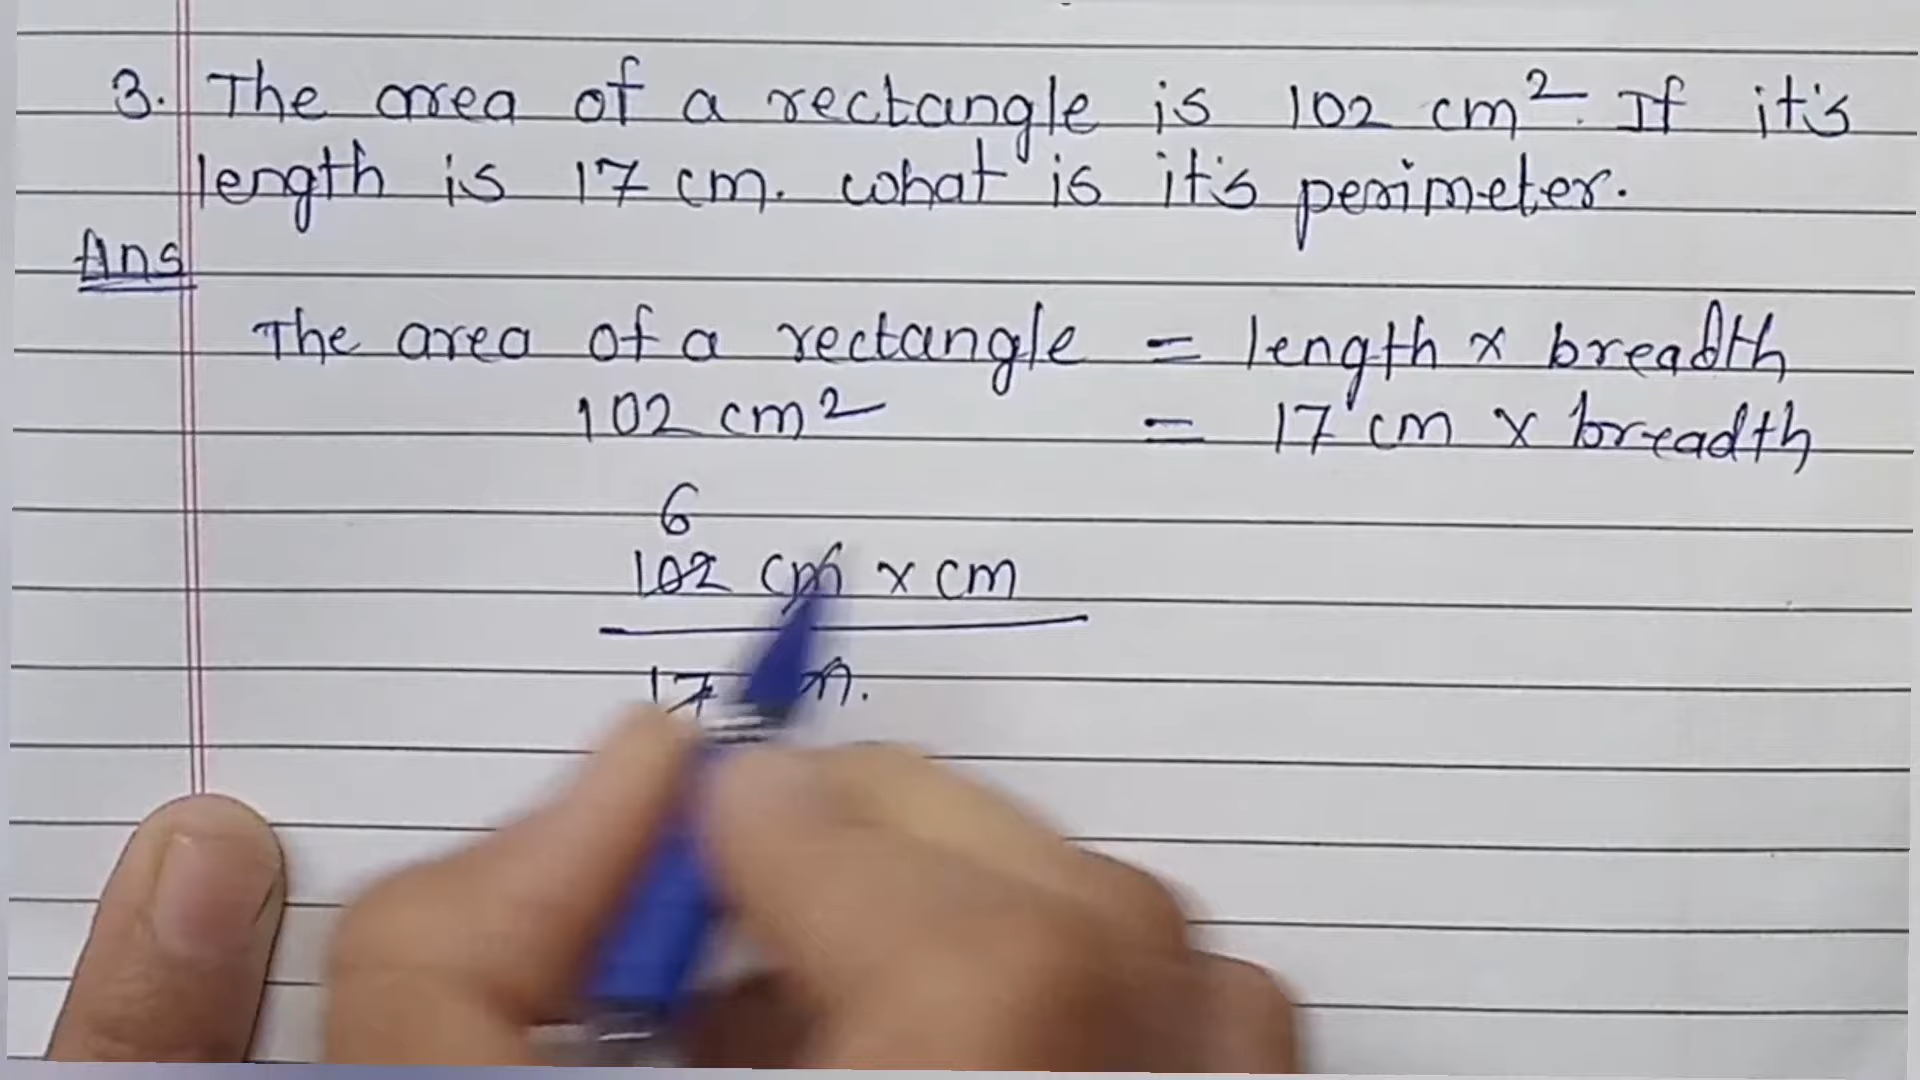 3. The area of a rectangle is 102 cm². If it's
length is 17 cm. what is it's perimeter.
Ans
The area of a rectangle = length x breadth
102 cm² = 17 cm x breadth
6
102 cm x cm
17